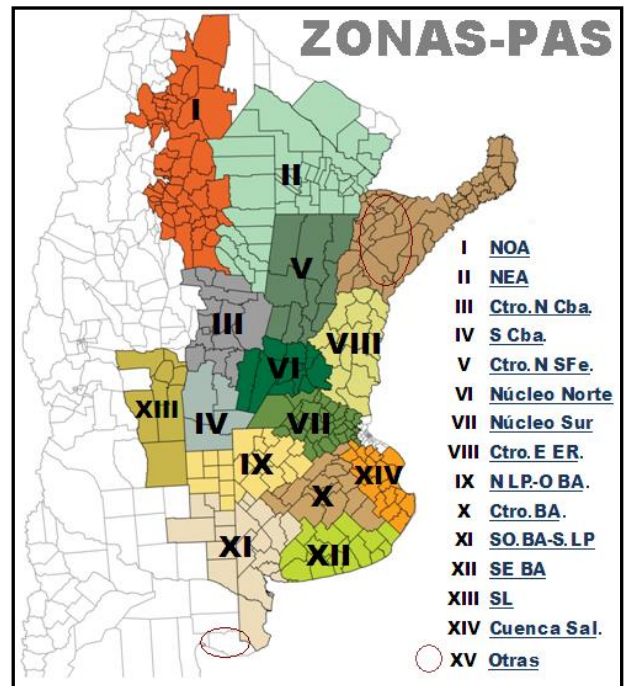 ZONAS-PAS
I
II
V
III
VIII
VI
XIII
IV
VII
IX
XIV
X
XI
XII
I NOA
II NEA
III Ctro.N Cba.
IV S Cba.
V Ctro.N SFe.
VI Núcleo Norte
VII Núcleo Sur
VIII Ctro.E ER.
IX N LP.-O BA.
X Ctro.BA.
XI SO.BA-S.LP
XII SE BA
XIII SL
XIV Cuenca Sal.
XV Otras